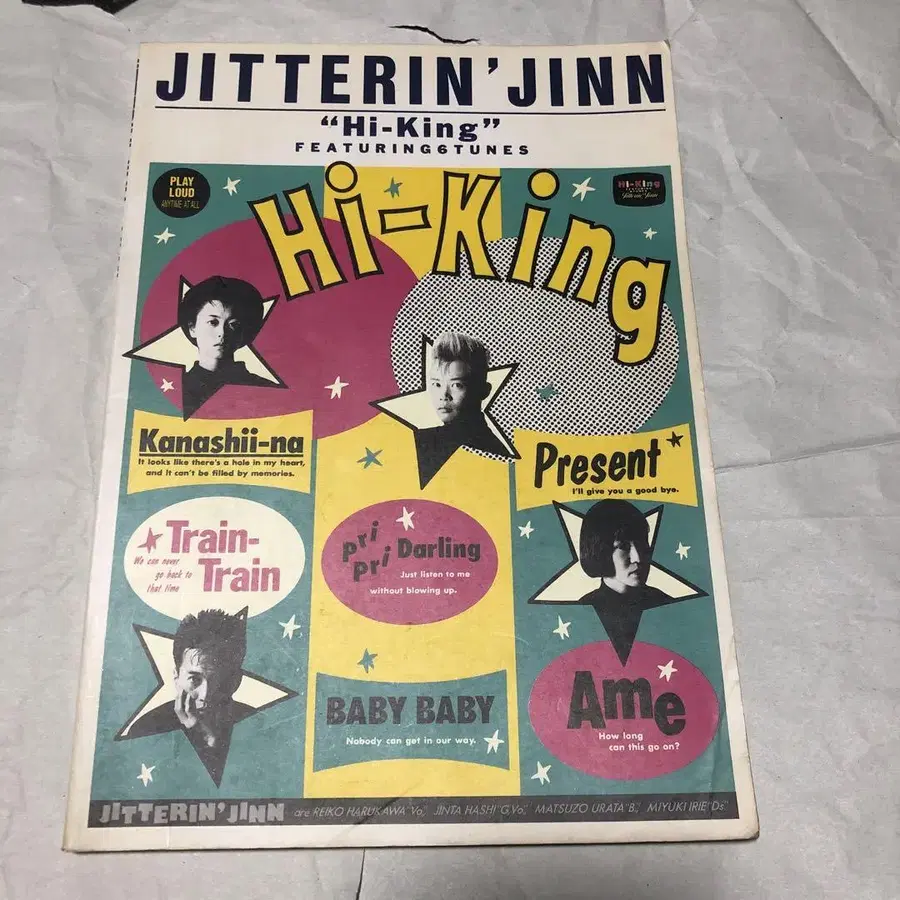 JITTERIN' JINN
“Hi-King”
FEATURING6TUNES
PLAY
LOUD
ANYTIME AT ALL
Hi-King
Hi-King
Kanashii-na
It looks like there's a hole in my heart,
and it can't be filled by memories.
Present
I'll give you a good bye.
Train-
Train
We can never
go back to
that time
Pri
Pri Darling
Just listen to me
without blowing up.
BABY BABY
Nobody can get in our way.
Ame
How long
can this go on?
JITTERIN' JINN are REIKO HARUKAWA "Vo", JINTA HASHI "G,Vo", MATSUZO URATA "B", MIYUKI IRIE "Ds"